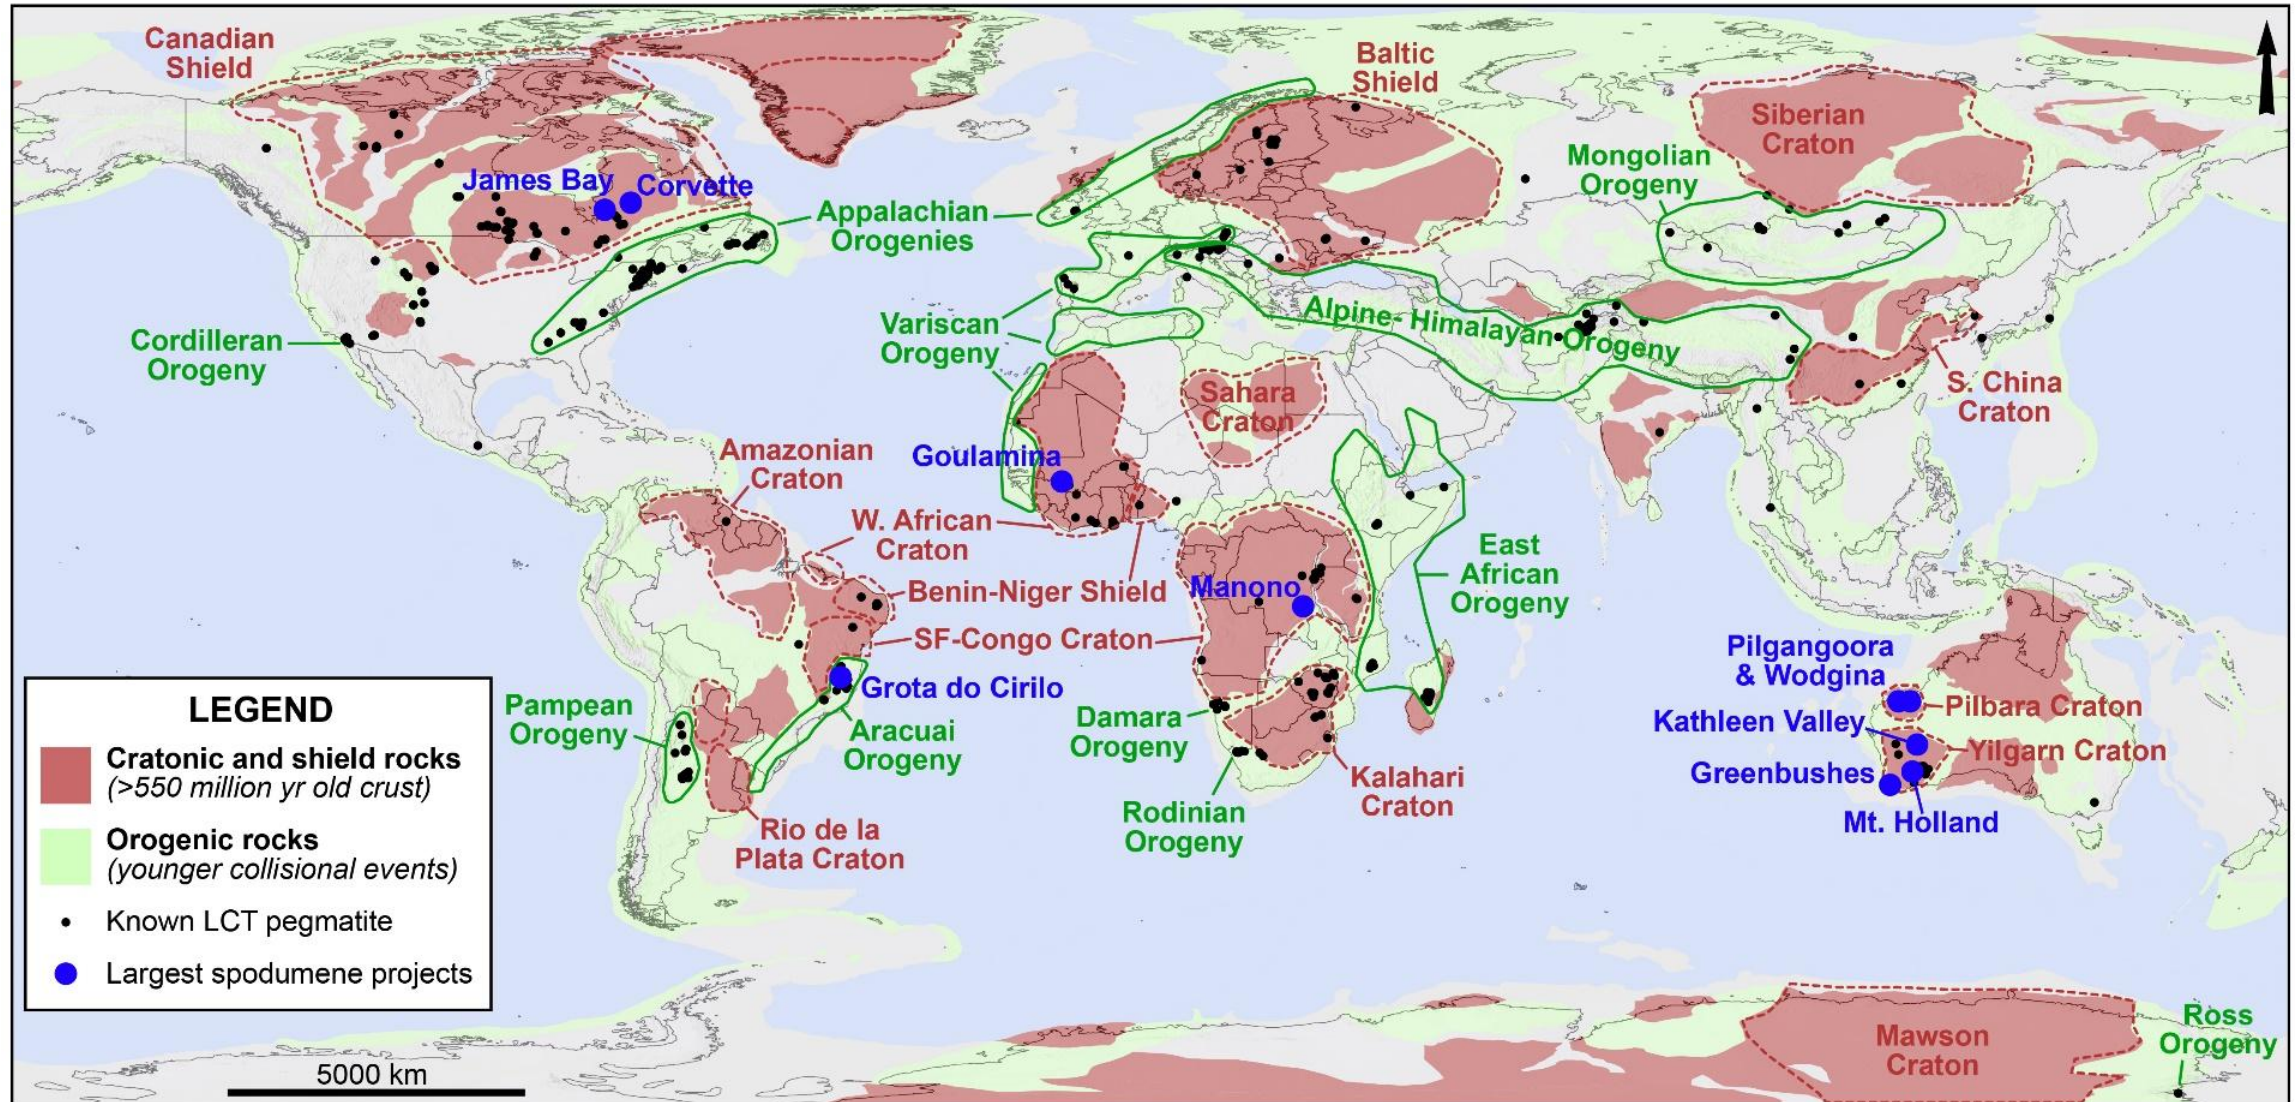 Canadian
Shield
Baltic
Shield
Siberian
Craton
Mongolian
Orogeny
James Bay
Corvette
Appalachian
Orogenies
Variscan
Orogeny
Alpine- Himalayan Orogeny
Cordilleran
Orogeny
Sahara
Craton
S. China
Craton
Amazonian
Craton
Goulamina
W. African
Craton
Benin-Niger Shield
Manono
East
African
Orogeny
SF-Congo Craton
Pilgangoora
& Wodgina
Grota do Cirilo
Pampean
Orogeny
Aracuai
Orogeny
Damara
Orogeny
Pilbara Craton
Kathleen Valley
Yilgarn Craton
Greenbushes
Kalahari
Craton
Rodinian
Orogeny
Mt. Holland
Rio de la
Plata Craton
LEGEND
Cratonic and shield rocks
(>550 million yr old crust)
Orogenic rocks
(younger collisional events)
Known LCT pegmatite
Largest spodumene projects
5000 km
Mawson
Craton
Ross
Orogeny